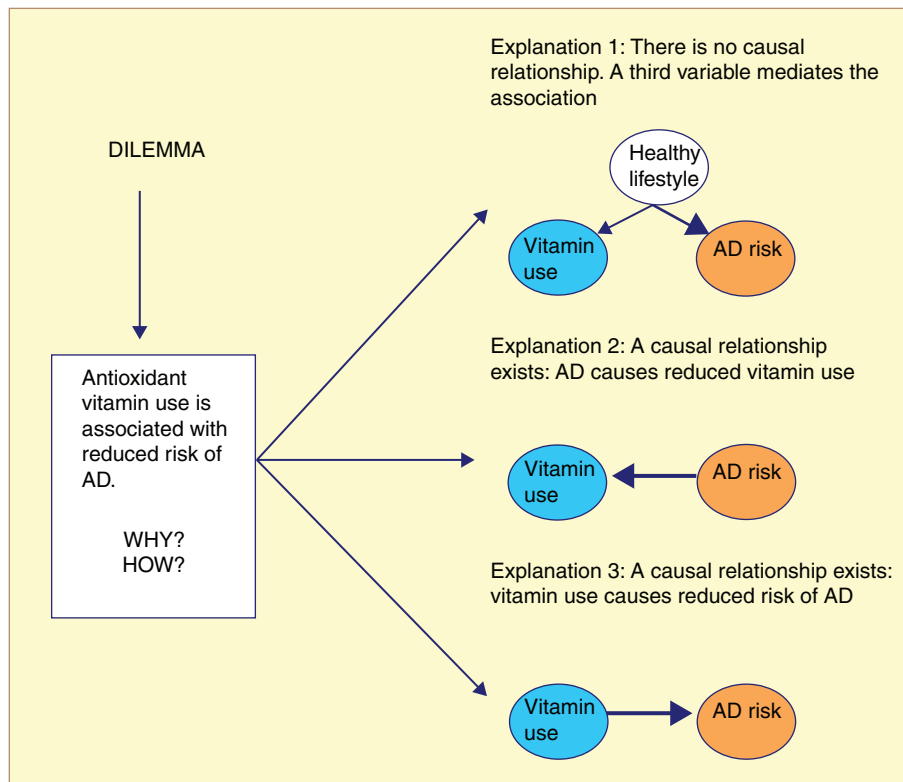 DILEMMA
Antioxidant
vitamin use is
associated with
reduced risk of
AD.
WHY?
HOW?
Explanation 1: There is no causal
relationship. A third variable mediates the
association
Healthy
lifestyle
Vitamin
use
AD risk
Explanation 2: A causal relationship
exists: AD causes reduced vitamin use
Vitamin
use
AD risk
Explanation 3: A causal relationship exists:
vitamin use causes reduced risk of AD
Vitamin
use
AD risk